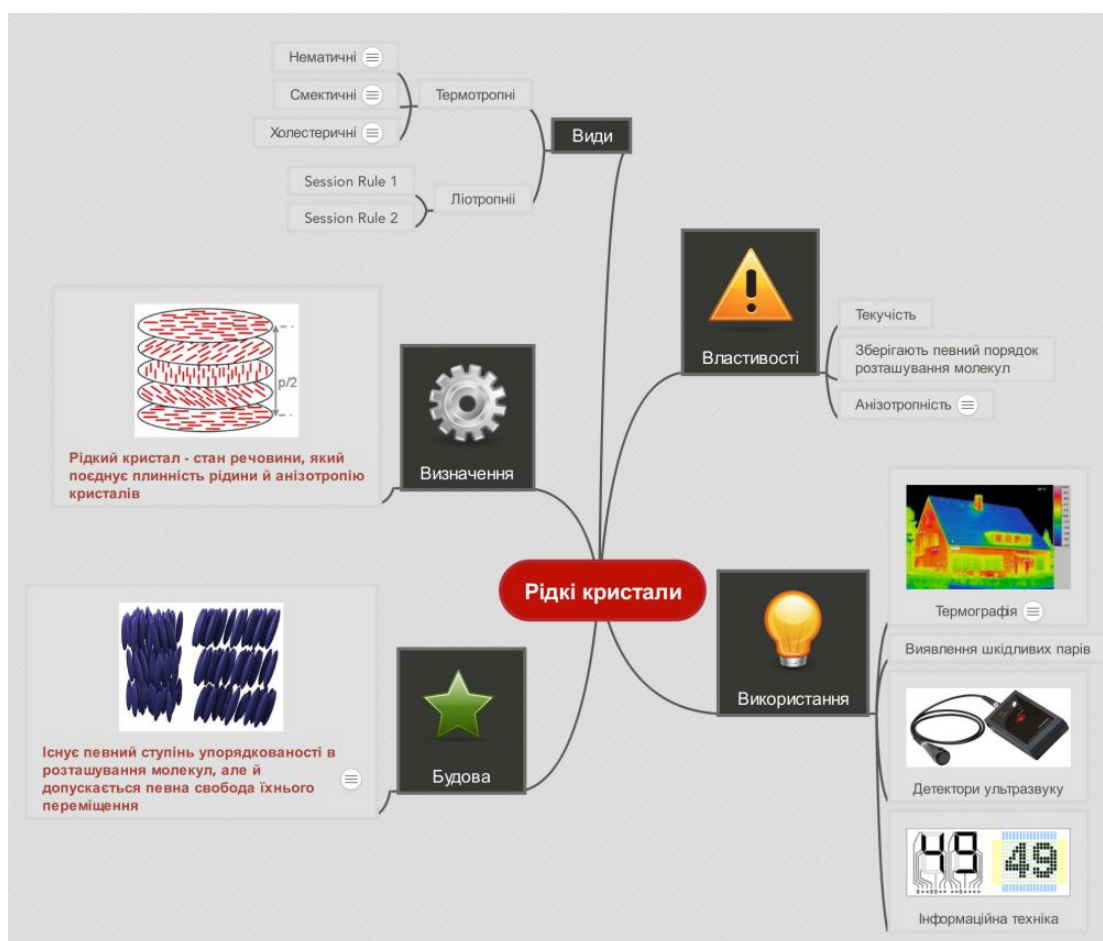 Нематичні
Смектичні
Холестеричні
Термотропні
Види
Session Rule 1
Session Rule 2
Ліотропніі
Властивості
Текучість
Зберігають певний порядок
розташування молекул
Анізотропність
p/2
Рідкий кристал - стан речовини, який
поєднує плинність рідини й анізотропію
кристалів
Визначення
Рідкі кристали
Термографія
Виявлення шкідливих парів
Використання
Детектори ультразвуку
49
49
Інформаційна техніка
Існує певний ступінь упорядкованості в
розташування молекул, але й
допускається певна свобода їхнього
переміщення
Будова